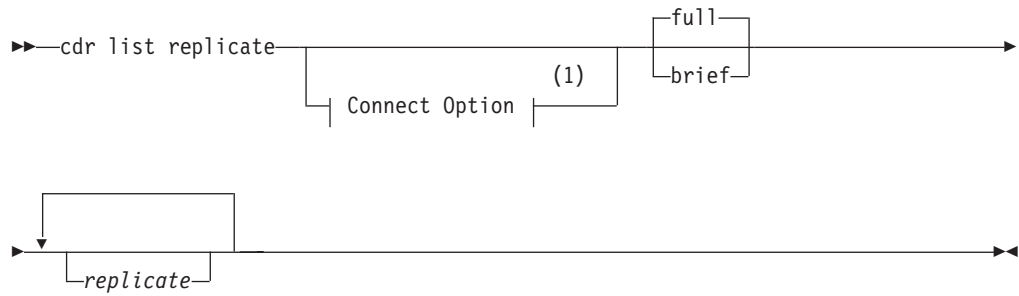 full
cdr list replicate
(1)
brief
Connect Option
replicate